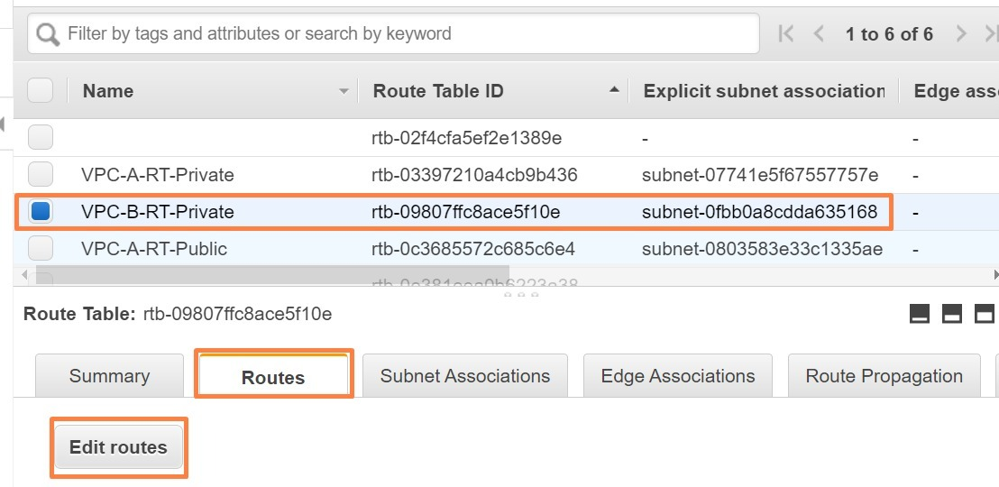 Filter by tags and attributes or search by keyword
1 to 6 of 6
Name Route Table ID Explicit subnet association Edge
rtb-02f4cfa5ef2e1389e - -
VPC-A-RT-Private rtb-03397210a4cb9b436 subnet-07741e5f67557757e -
VPC-B-RT-Private rtb-09807ffc8ace5f10e subnet-0fbb0a8cdda635168 -
VPC-A-RT-Public rtb-0c3685572c685c6e4 subnet-0803583e33c1335ae -
Route Table: rtb-09807ffc8ace5f10e
Summary Routes Subnet Associations Edge Associations Route Propagation
Edit routes